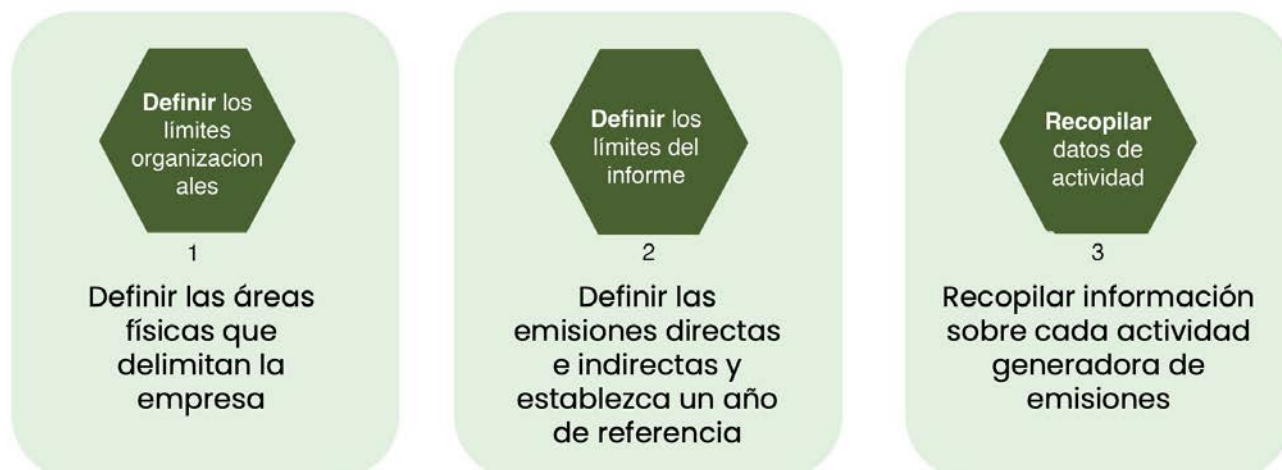 Definir los
límites
organizacion
ales
1
Definir las áreas
físicas que
delimitan la
empresa
Definir los
límites del
informe
2
Definir las
emisiones directas
e indirectas y
establezca un año
de referencia
Recopilar
datos de
actividad
3
Recopilar información
sobre cada actividad
generadora de
emisiones